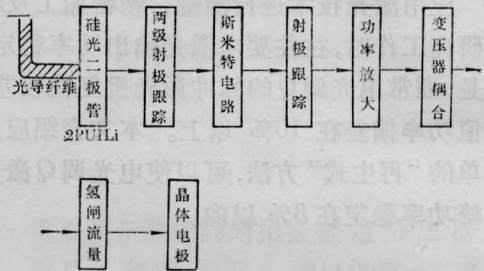 光导纤维
硅光二极管
2PUHLi
两级射极跟踪
斯米特电路
射极跟踪
功率放大
变压器耦合
氢闸流量
晶体电极